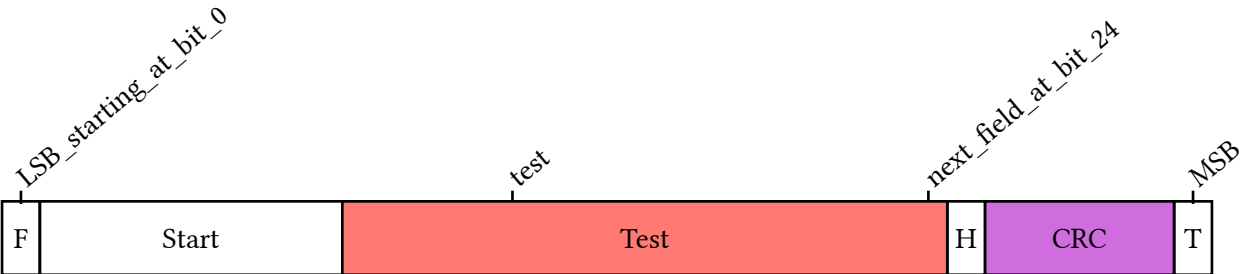 LSB_starting_at_bit_0
test
next_field_at_bit_24
MSB
F
Start
Test
H
CRC
T